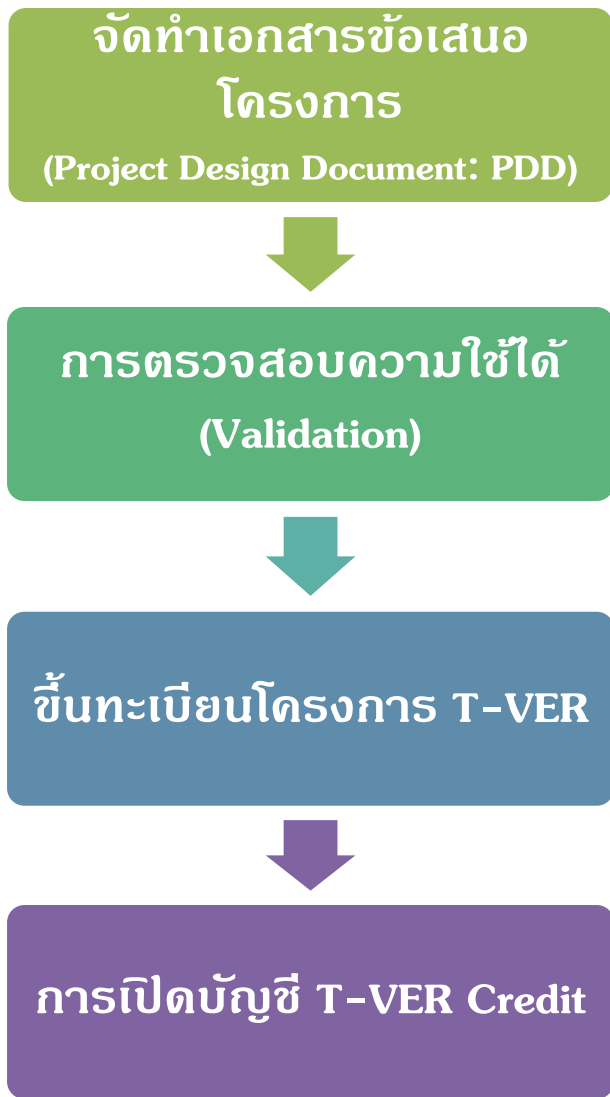 จัดทำเอกสารข้อเสนอ
โครงการ
(Project Design Document: PDD)
การตรวจสอบความใช้ได้
(Validation)
ขึ้นทะเบียนโครงการ T-VER
การเปิดบัญชี T-VER Credit